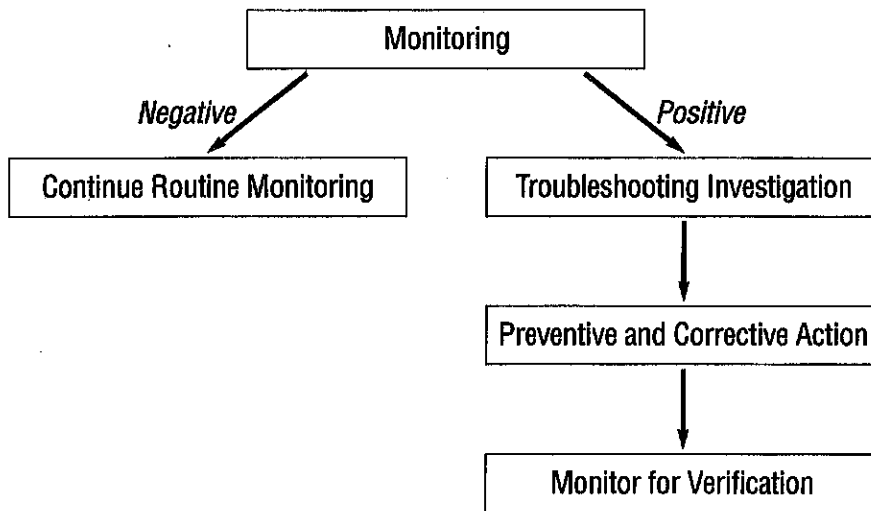 Monitoring
Negative
Positive
Continue Routine Monitoring
Troubleshooting Investigation
Preventive and Corrective Action
Monitor for Verification